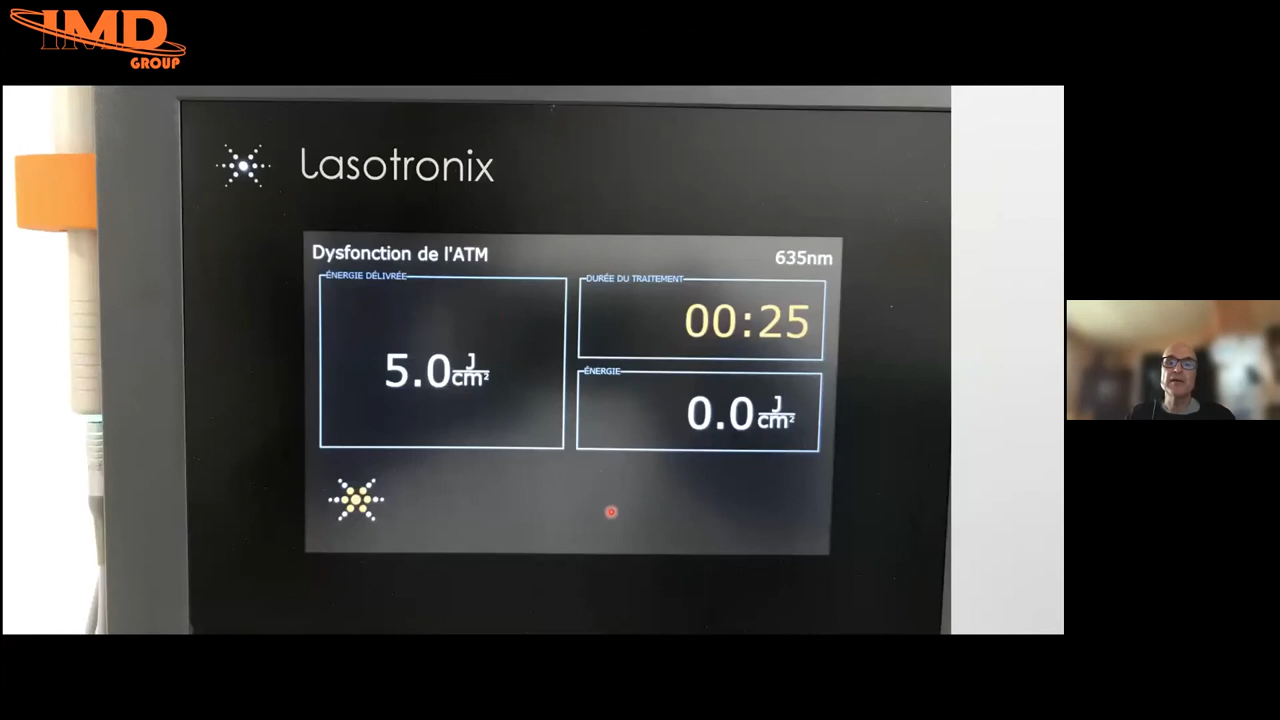 IMD
GROUP
Lasotronix
Dysfonction de l'ATM
635nm
ÉNERGIE DÉLIVRÉE
5.0 J/cm²
DURÉE DU TRAITEMENT
00:25
ÉNERGIE
0.0 J/cm²